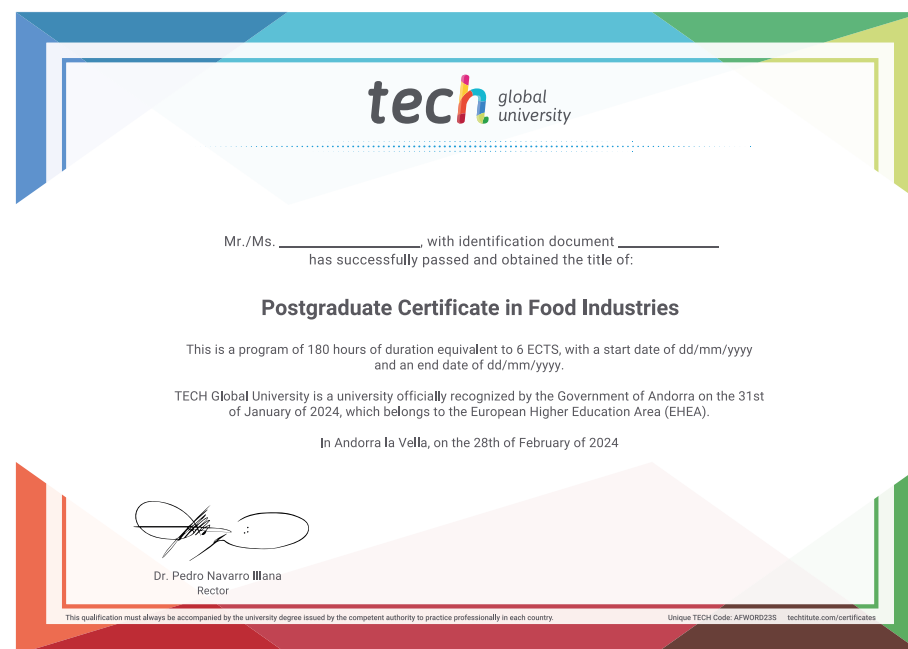 tech global
university
Mr./Ms. ____________, with identification document ____________
has successfully passed and obtained the title of:
Postgraduate Certificate in Food Industries
This is a program of 180 hours of duration equivalent to 6 ECTS, with a start date of dd/mm/yyyy
and an end date of dd/mm/yyyy.
TECH Global University is a university officially recognized by the Government of Andorra on the 31st
of January of 2024, which belongs to the European Higher Education Area (EHEA).
In Andorra la Vella, on the 28th of February of 2024
Dr. Pedro Navarro Illana
Rector
This qualification must always be accompanied by the university degree issued by the competent authority to practice professionally in each country.
Unique TECH Code: AFWORD23S techtitute.com/certificates